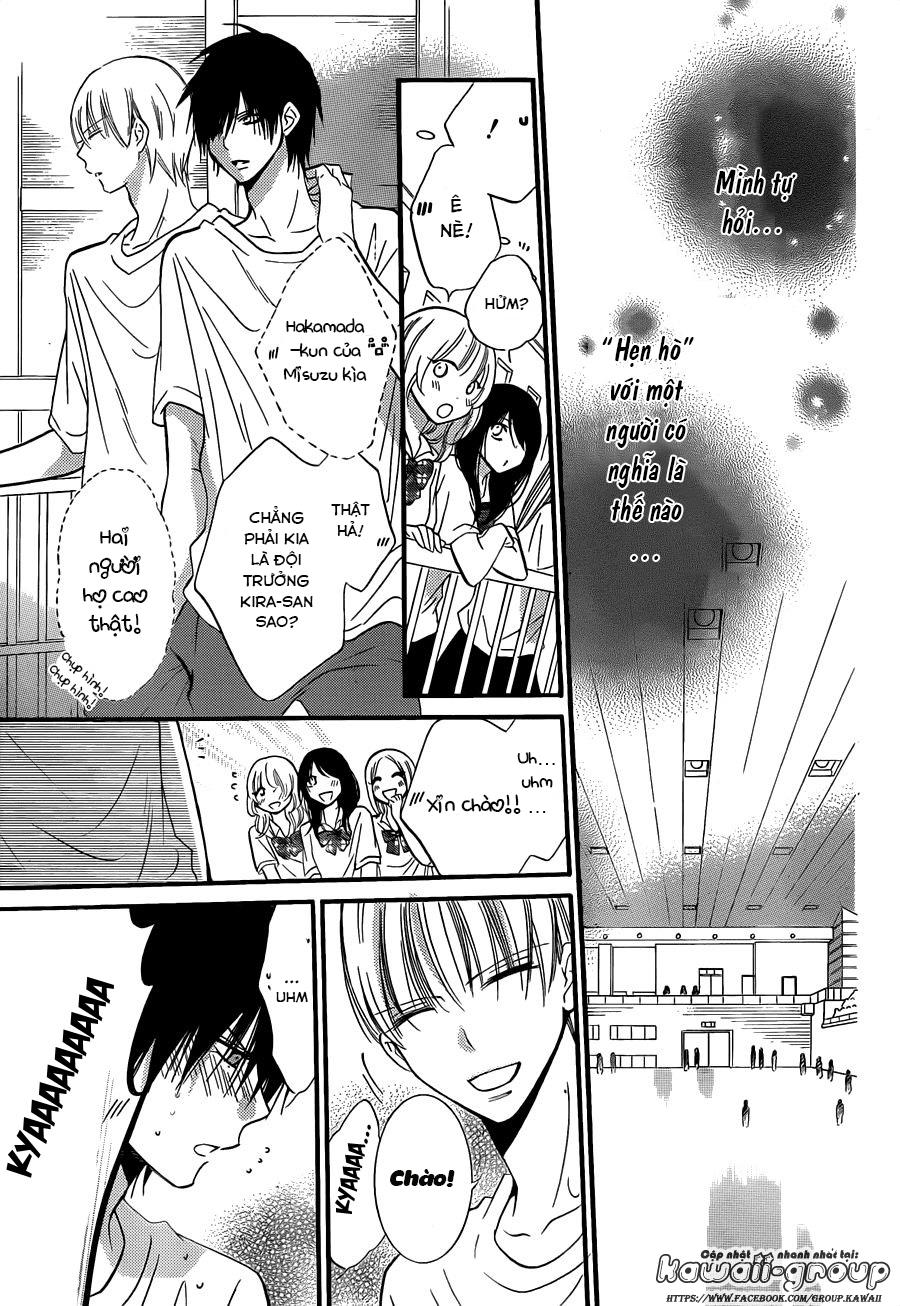 Mình tự
hỏi...
"Hẹn hò"
với một
người có
nghĩa là
thế nào
...
!
Ê
NÈ!
HỬM?
Hakamada
-kun của
Misuzu kìa
THẬT
HẢ!
CHẲNG
PHẢI KIA
LÀ ĐỘI
TRƯỞNG
KIRA-SAN
SAO?
Hai
người
họ cao
thật!
Chụp hình!
Chụp hình!
Uh...
uhm
...
Xin chào!!
Chào!
KYAAAA...
...
UHM
KYAAAAAAAAA
Cập nhật nhanh nhất tại:
kawaii-group
HTTPS://WWW.FACEBOOK.COM/GROUP.KAWAII